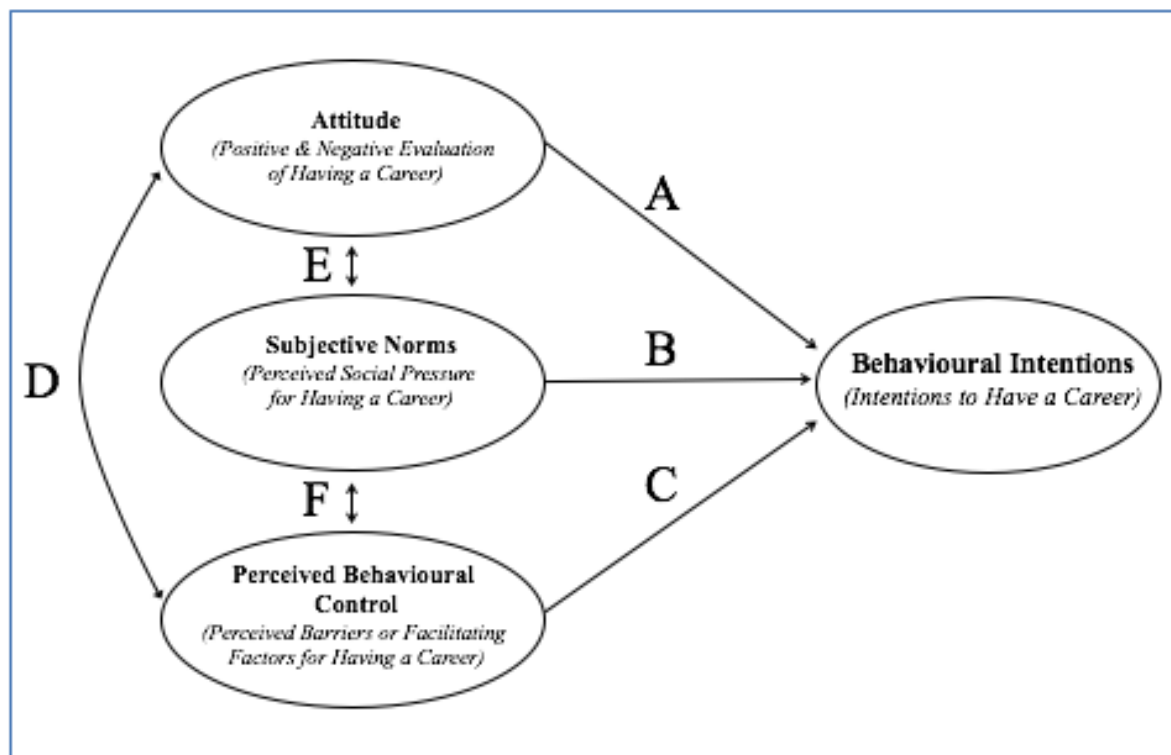 Attitude
(Positive & Negative Evaluation
of Having a Career)
A
E
Subjective Norms
(Perceived Social Pressure
for Having a Career)
B
Behavioural Intentions
(Intentions to Have a Career)
D
F
C
Perceived Behavioural
Control
(Perceived Barriers or Facilitating
Factors for Having a Career)